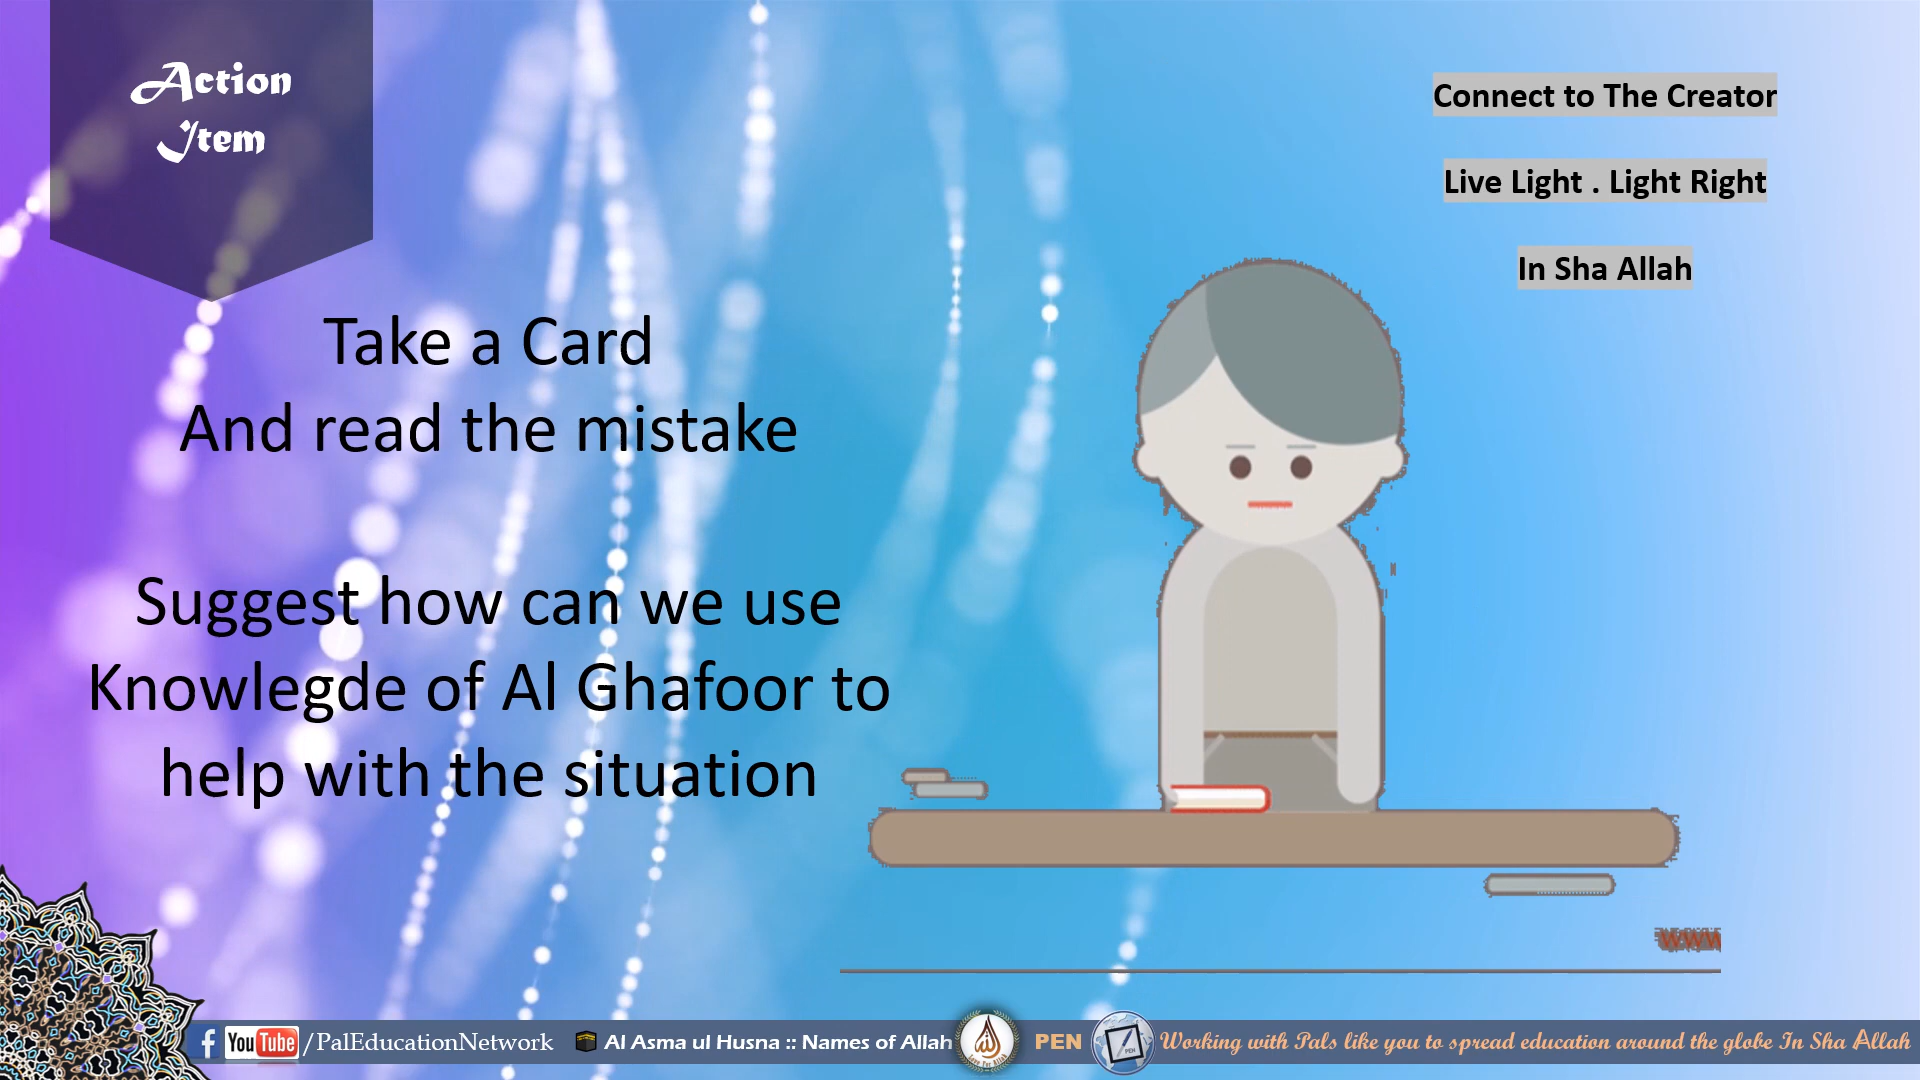 Action
Item
Connect to The Creator
Live Light . Light Right
In Sha Allah
Take a Card
And read the mistake
Suggest how can we use
Knowlegde of Al Ghafoor to
help with the situation
www
f YouTube /PalEducationNetwork Al Asma ul Husna :: Names of Allah PEN Working with Pals like you to spread education around the globe In Sha Allah